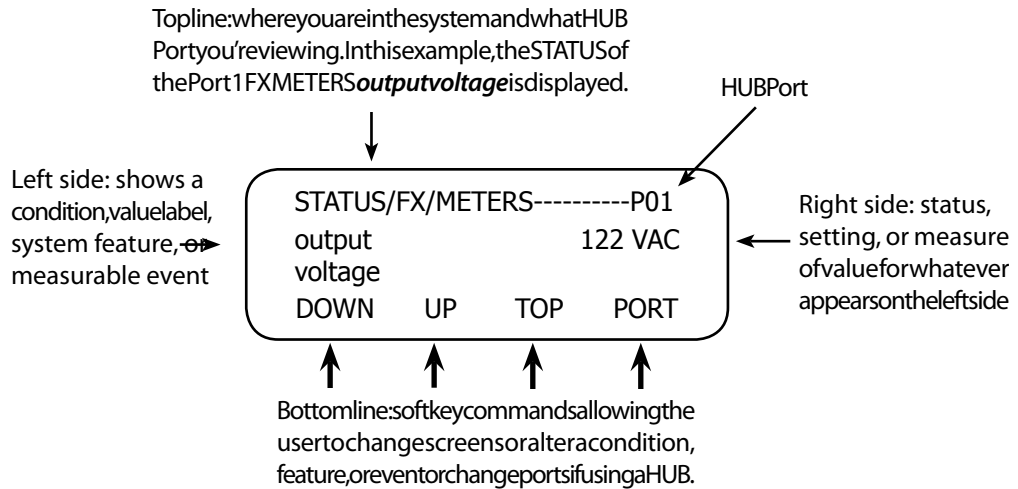 Topline:whereyouareinthesystemandwhatHUB
Portyou'reviewing.Inthisexample,theSTATUSof
thePort1FXMETERSoutputvoltageisdisplayed.
HUBPort
Left side: shows a
condition,valuelabel,
system feature, or
measurable event
STATUS/FX/METERS----------P01
output 122 VAC
voltage
DOWN UP TOP PORT
Right side: status,
setting, or measure
ofvalueforwhatever
appearsontheleftside
Bottomline:softkeycommandsallowingthe
usertochangescreensoralteracondition,
feature,oreventorchangeportsifusingaHUB.